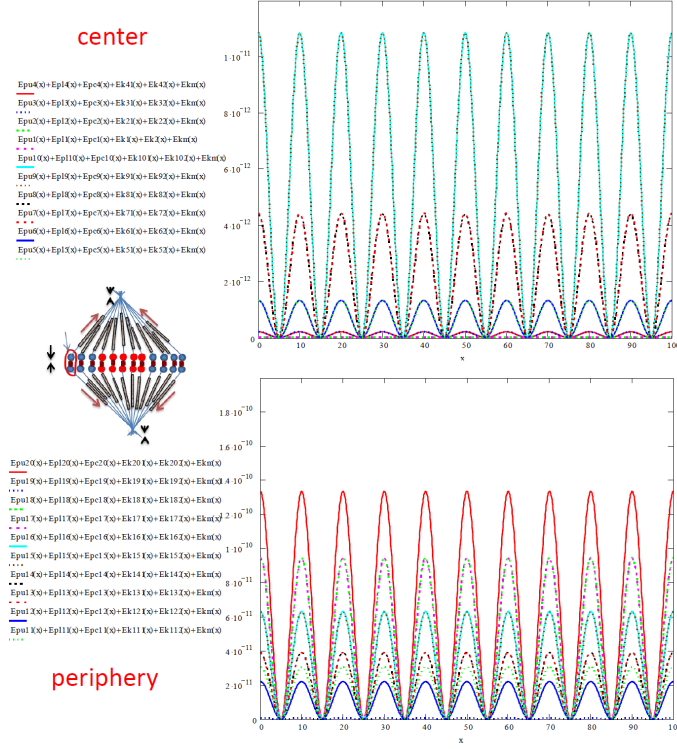 center
Epu4(x)+Epl4(x)+Epc4(x)+Ek41(x)+Ek42(x)+Ekm(x)
Epu3(x)+Epl3(x)+Epc3(x)+Ek31(x)+Ek32(x)+Ekm(x)
Epu2(x)+Epl2(x)+Epc2(x)+Ek21(x)+Ek22(x)+Ekm(x)
Epu1(x)+Epl1(x)+Epc1(x)+Ek1(x)+Ek2(x)+Ekm(x)
Epu10(x)+Epl10(x)+Epc10(x)+Ek101(x)+Ek102(x)+Ekm(x)
Epu9(x)+Epl9(x)+Epc9(x)+Ek91(x)+Ek92(x)+Ekm(x)
Epu8(x)+Epl8(x)+Epc8(x)+Ek81(x)+Ek82(x)+Ekm(x)
Epu7(x)+Epl7(x)+Epc7(x)+Ek71(x)+Ek72(x)+Ekm(x)
Epu6(x)+Epl6(x)+Epc6(x)+Ek61(x)+Ek62(x)+Ekm(x)
Epu5(x)+Epl5(x)+Epc5(x)+Ek51(x)+Ek52(x)+Ekm(x)
1·10⁻¹¹
8·10⁻¹²
6·10⁻¹²
4·10⁻¹²
2·10⁻¹²
0
0 10 20 30 40 50 60 70 80 90 100
x
Epu20(x)+Epl20(x)+Epc20(x)+Ek201(x)+Ek202(x)+Ekm(x)
Epu19(x)+Epl19(x)+Epc19(x)+Ek191(x)+Ek192(x)+Ekm(x)
Epu18(x)+Epl18(x)+Epc18(x)+Ek181(x)+Ek182(x)+Ekm(x)
Epu17(x)+Epl17(x)+Epc17(x)+Ek171(x)+Ek172(x)+Ekm(x)
Epu16(x)+Epl16(x)+Epc16(x)+Ek161(x)+Ek162(x)+Ekm(x)
Epu15(x)+Epl15(x)+Epc15(x)+Ek151(x)+Ek152(x)+Ekm(x)
Epu14(x)+Epl14(x)+Epc14(x)+Ek141(x)+Ek142(x)+Ekm(x)
Epu13(x)+Epl13(x)+Epc13(x)+Ek131(x)+Ek132(x)+Ekm(x)
Epu12(x)+Epl12(x)+Epc12(x)+Ek121(x)+Ek122(x)+Ekm(x)
Epu11(x)+Epl11(x)+Epc11(x)+Ek111(x)+Ek112(x)+Ekm(x)
periphery
1.8·10⁻¹⁰
1.6·10⁻¹⁰
1.4·10⁻¹⁰
1.2·10⁻¹⁰
1·10⁻¹⁰
8·10⁻¹¹
6·10⁻¹¹
4·10⁻¹¹
2·10⁻¹¹
0
0 10 20 30 40 50 60 70 80 90 100
x